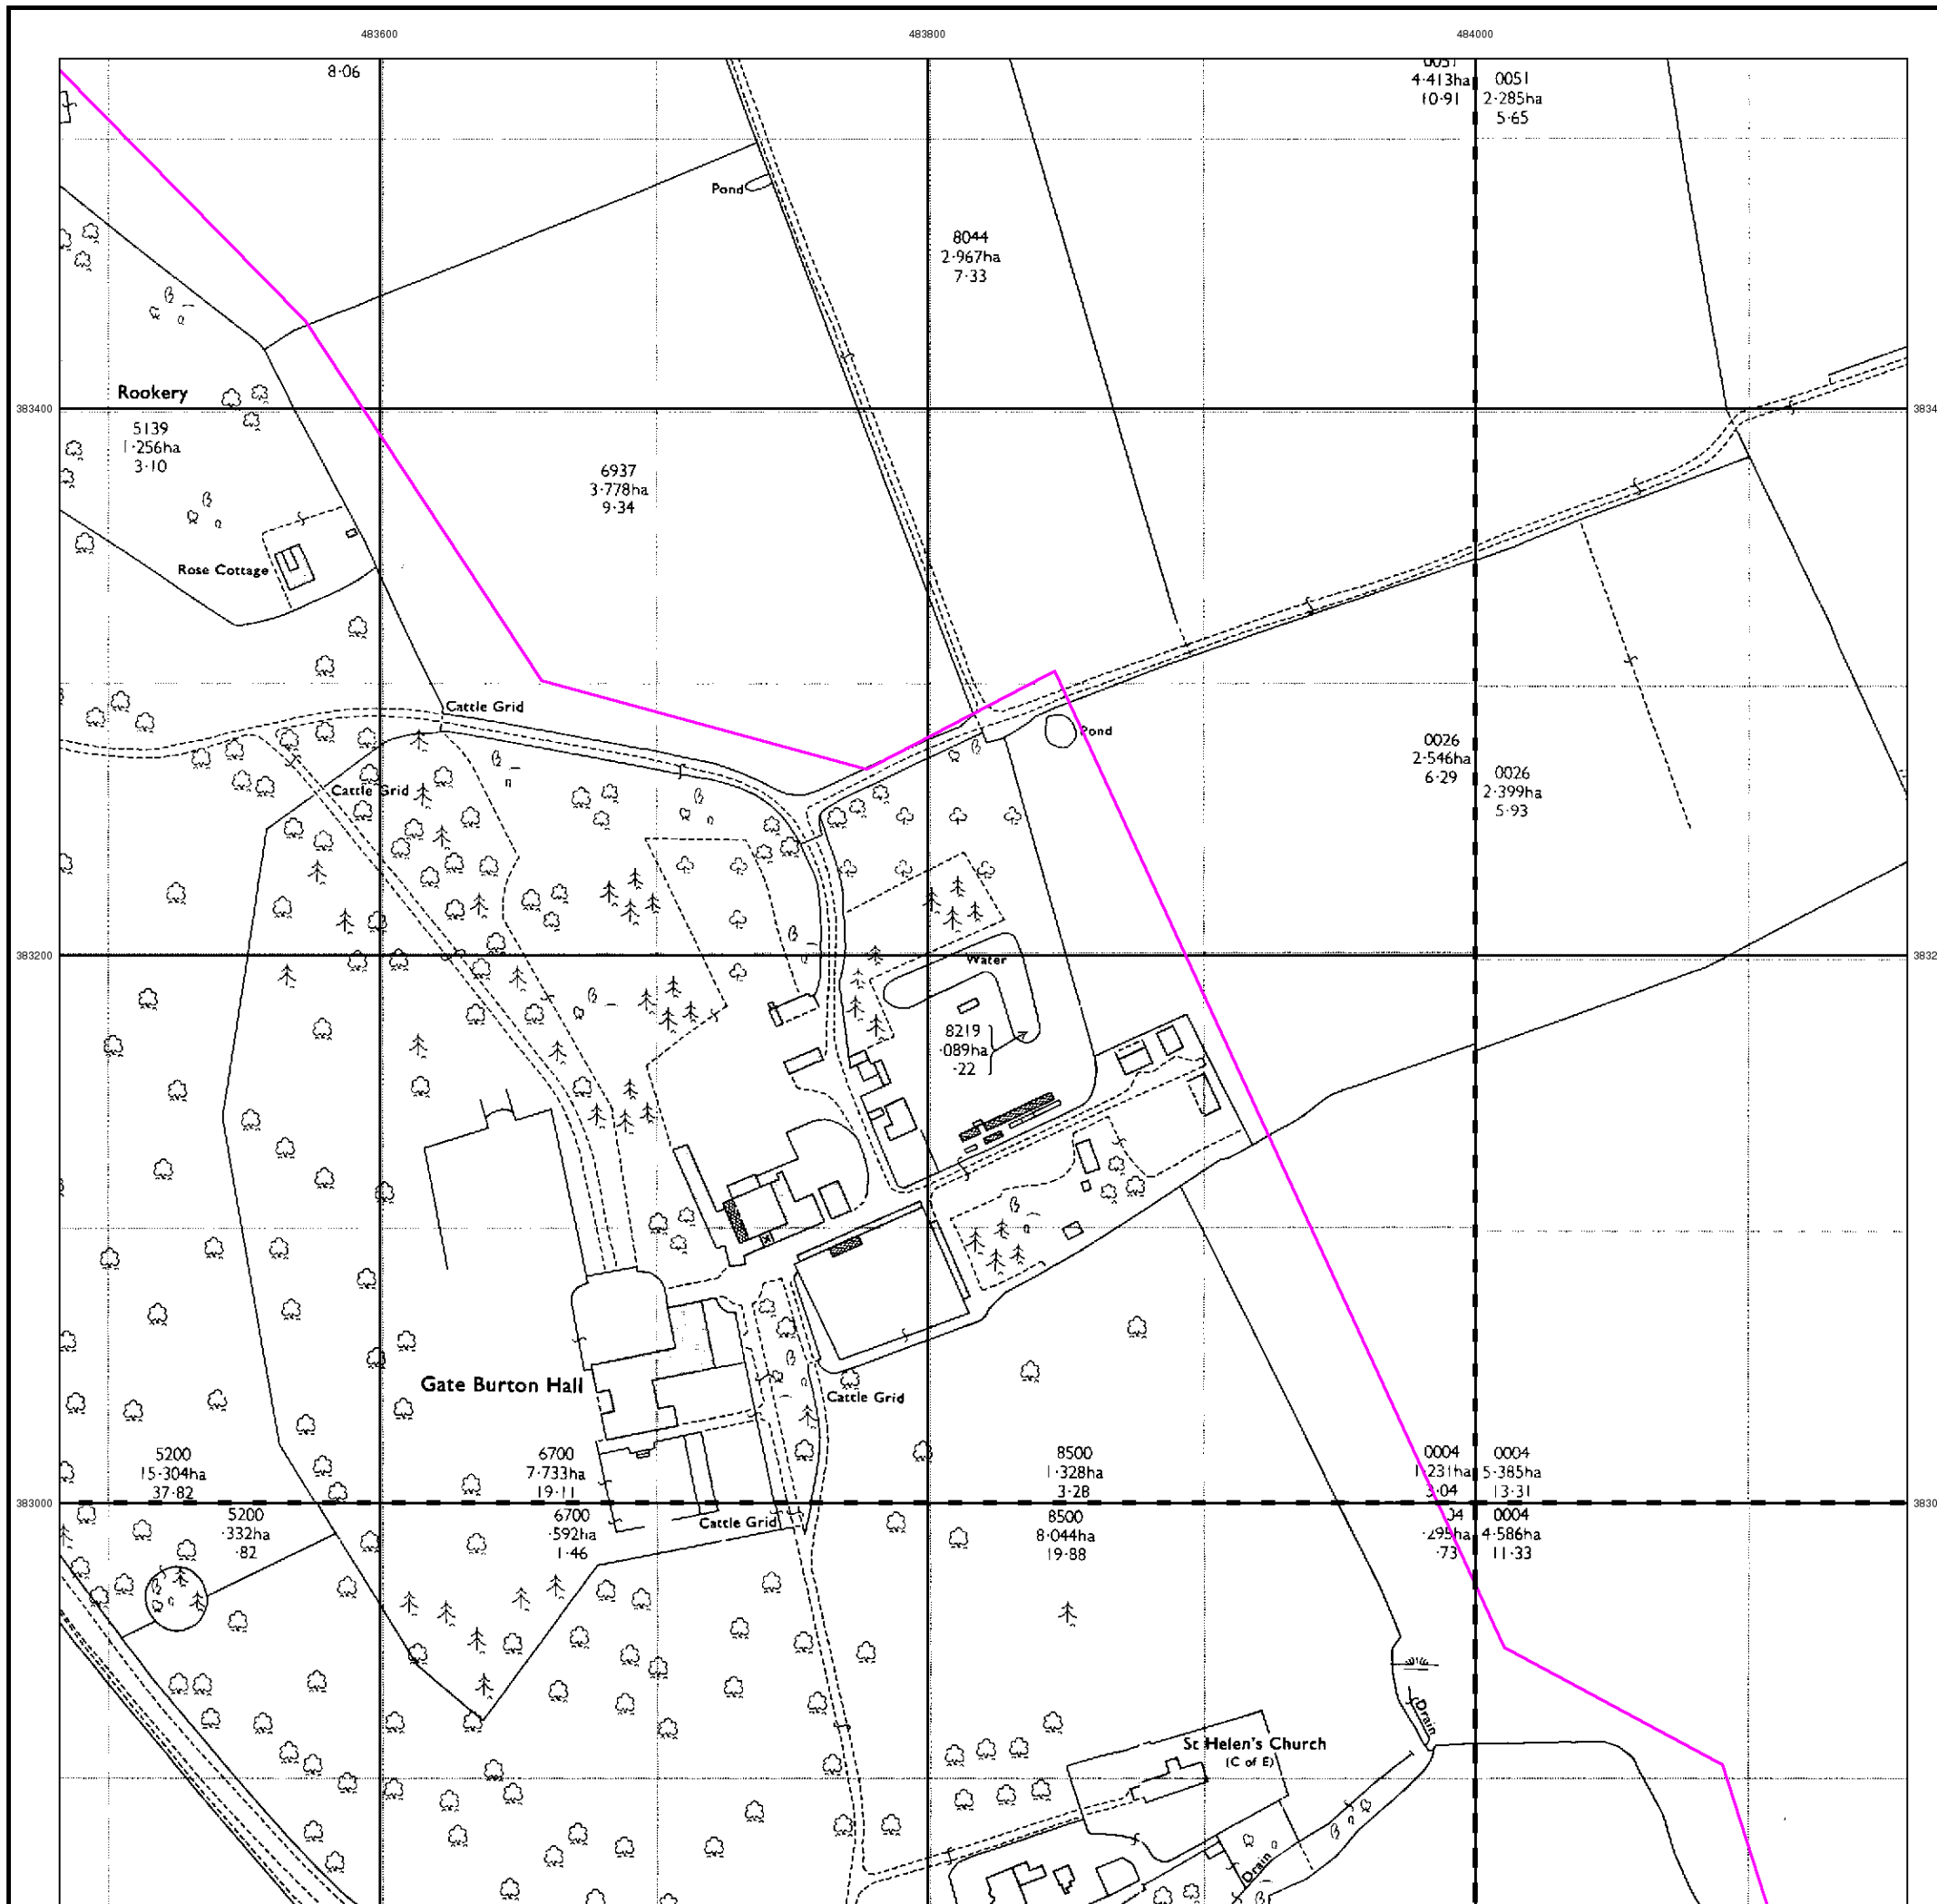 483600
483800
484000
8·06
0051
4·413ha
10·91
0051
2·285ha
5·65
Pond
8044
2·967ha
7·33
Rookery
383400
5139
1·256ha
3·10
6937
3·778ha
9·34
Rose Cottage
Cattle Grid
Pond
Cattle Grid
0026
2·546ha
6·29
0026
2·399ha
5·93
383200
Water
8219
·089ha
·22
Gate Burton Hall
Cattle Grid
5200
15·304ha
37·82
6700
7·733ha
19·11
8500
1·328ha
3·28
0004
1·231ha
3·04
0004
5·385ha
13·31
383000
5200
·332ha
·82
6700
·592ha
1·46
Cattle Grid
8500
8·044ha
19·88
04
·295ha
·73
0004
4·586ha
11·33
Drain
St Helen's Church
(C of E)
Drain